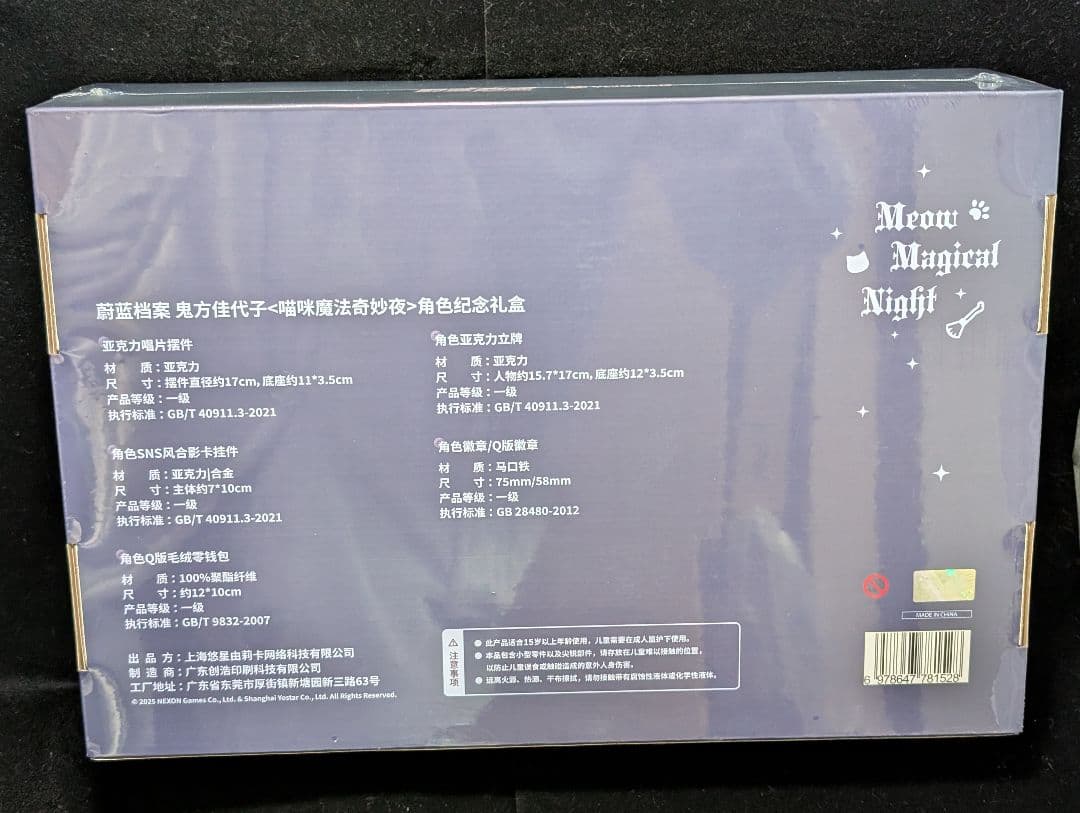 Meow
Magical
Night
蔚蓝档案 鬼方佳代子<喵咪魔法奇妙夜>角色纪念礼盒
亚克力唱片摆件
材 质：亚克力
尺 寸：摆件直径约17cm, 底座约11*3.5cm
产品等级：一级
执行标准：GB/T 40911.3-2021
角色亚克力立牌
材 质：亚克力
尺 寸：人物约15.7*17cm, 底座约12*3.5cm
产品等级：一级
执行标准：GB/T 40911.3-2021
角色SNS风合影卡挂件
材 质：亚克力|合金
尺 寸：主体约7*10cm
产品等级：一级
执行标准：GB/T 40911.3-2021
角色徽章/Q版徽章
材 质：马口铁
尺 寸：75mm/58mm
产品等级：一级
执行标准：GB 28480-2012
角色Q版毛绒零钱包
材 质：100%聚酯纤维
尺 寸：约12*10cm
产品等级：一级
执行标准：GB/T 9832-2007
出 品 方：上海悠星由莉卡网络科技有限公司
制 造 商：广东创浩印刷科技有限公司
工厂地址：广东省东莞市厚街镇新塘园新三路63号
© 2025 NEXON Games Co., Ltd. & Shanghai Yostar Co., Ltd. All Rights Reserved.
注意事项
此产品适合15岁以上年龄使用，儿童需要在成人监护下使用。
本品包含小型零件以及尖锐部件，请存放在儿童难以接触的位置，
以防止儿童误食或触碰造成的意外人身伤害。
远离火源、热源、干布擦拭，请勿接触带有腐蚀性液体或化学性液体。
MADE IN CHINA
6 978647 781528